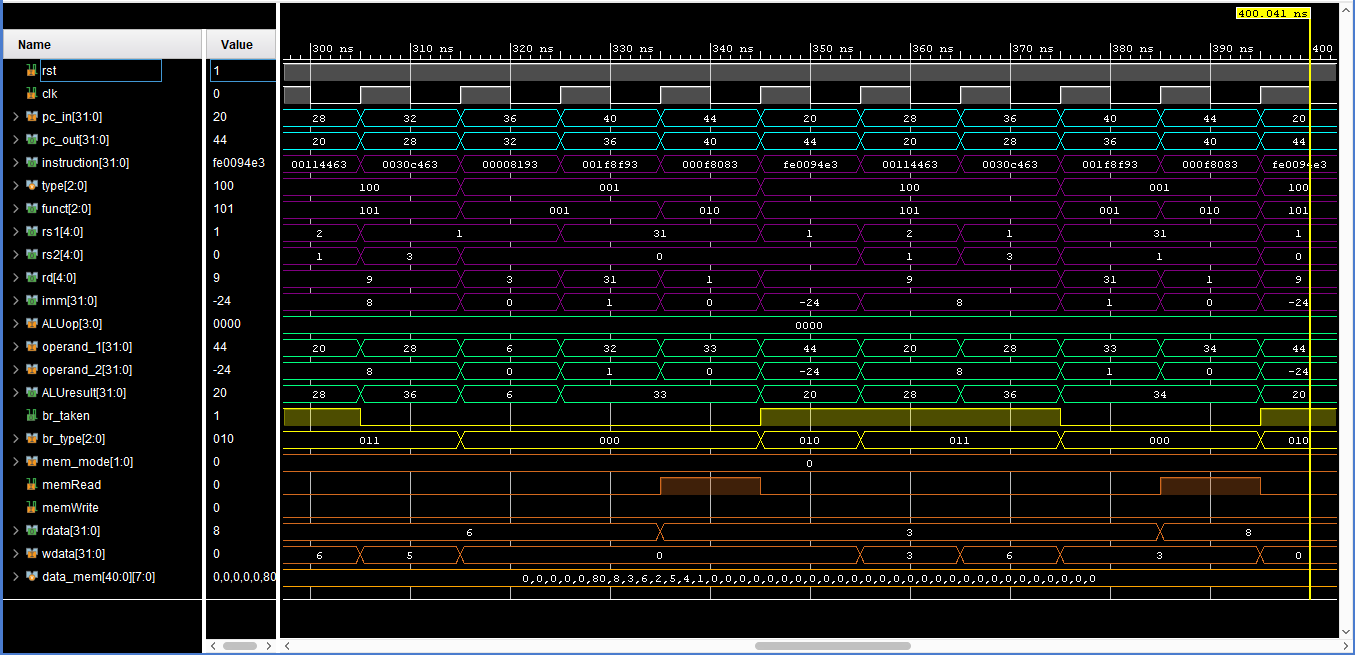 400.041 ns
Name Value 300 ns 310 ns 320 ns 330 ns 340 ns 350 ns 360 ns 370 ns 380 ns 390 ns 400
rst 1
clk 0
pc_in[31:0] 20 28 32 36 40 44 20 28 36 40 44 20
pc_out[31:0] 44 20 28 32 36 40 44 20 28 36 40 44
instruction[31:0] fe0094e3 00114463 0030c463 00008193 001f8f93 000f8083 fe0094e3 00114463 0030c463 001f8f93 000f8083 fe0094e3
type[2:0] 100 100 001 100 001 100
funct[2:0] 101 101 001 010 101 001 010 101
rs1[4:0] 1 2 1 31 1 2 1 31 1
rs2[4:0] 0 1 3 0 1 3 1 0
rd[4:0] 9 9 3 31 1 9 31 1 9
imm[31:0] -24 8 0 1 0 -24 8 1 0 -24
ALUop[3:0] 0000 0000
operand_1[31:0] 44 20 28 6 32 33 44 20 28 33 34 44
operand_2[31:0] -24 8 0 1 0 -24 8 1 0 -24
ALUresult[31:0] 20 28 36 6 33 20 28 36 34 20
br_taken 1
br_type[2:0] 010 011 000 010 011 000 010
mem_mode[1:0] 0 0
memRead 0
memWrite 0
rdata[31:0] 8 6 3 8
wdata[31:0] 0 6 5 0 3 6 3 0
data_mem[40:0][7:0] 0,0,0,0,0,80 0,0,0,0,0,80,8,3,6,2,5,4,1,0,0,0,0,0,0,0,0,0,0,0,0,0,0,0,0,0,0,0,0,0,0,0,0